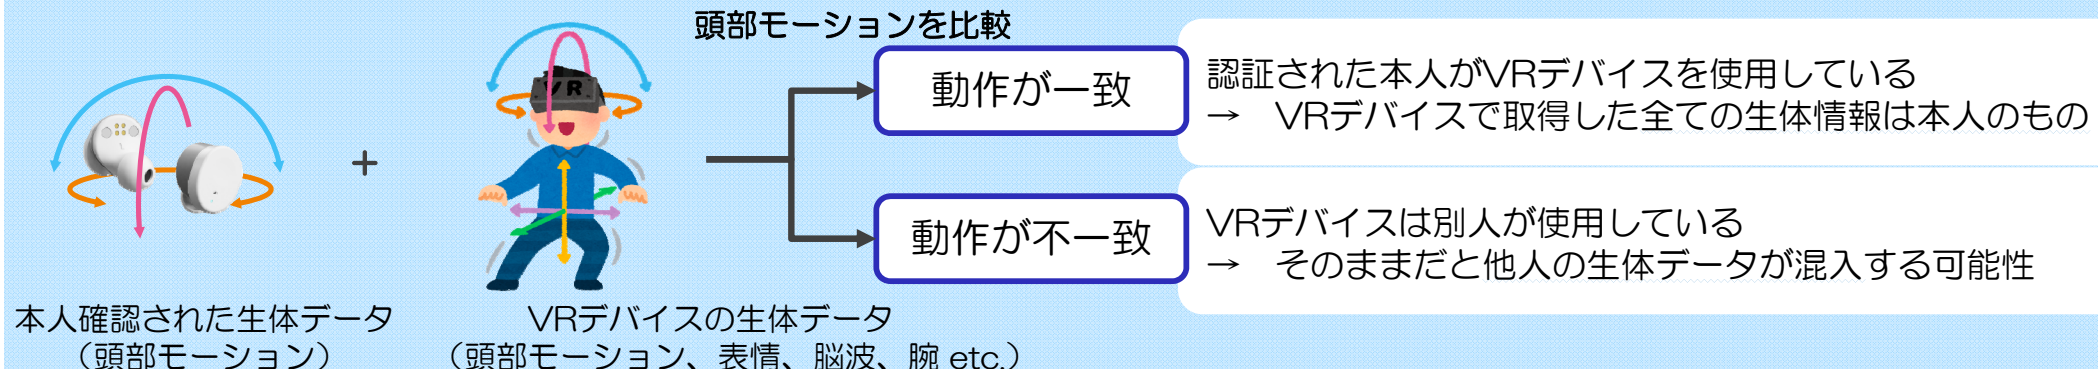 頭部モーションを比較
動作が一致
認証された本人がVRデバイスを使用している
→ VRデバイスで取得した全ての生体情報は本人のもの
VR
+
動作が不一致
VRデバイスは別人が使用している
→ そのままだと他人の生体データが混入する可能性
本人確認された生体データ
（頭部モーション）
VRデバイスの生体データ
（頭部モーション、表情、脳波、腕 etc.）